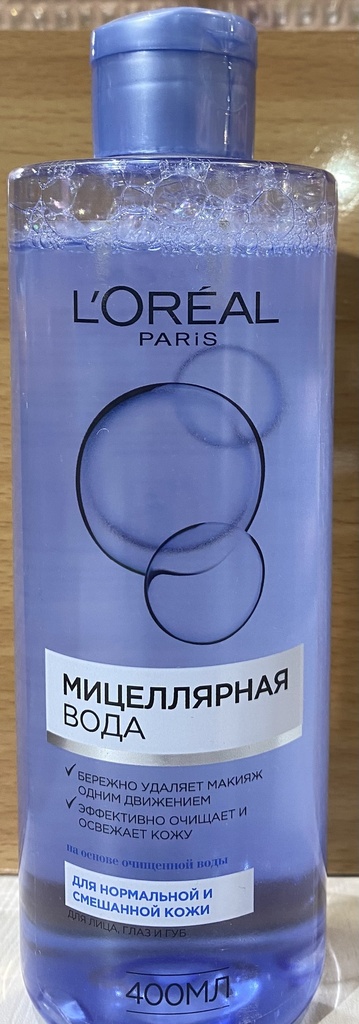 L'ORÉAL
PARiS
МИЦЕЛЛЯРНАЯ
ВОДА
✓ БЕРЕЖНО УДАЛЯЕТ МАКИЯЖ
ОДНИМ ДВИЖЕНИЕМ
✓ ЭФФЕКТИВНО ОЧИЩАЕТ И
ОСВЕЖАЕТ КОЖУ
на основе очищенной воды
ДЛЯ НОРМАЛЬНОЙ И
СМЕШАННОЙ КОЖИ
ДЛЯ ЛИЦА, ГЛАЗ И ГУБ
400МЛ